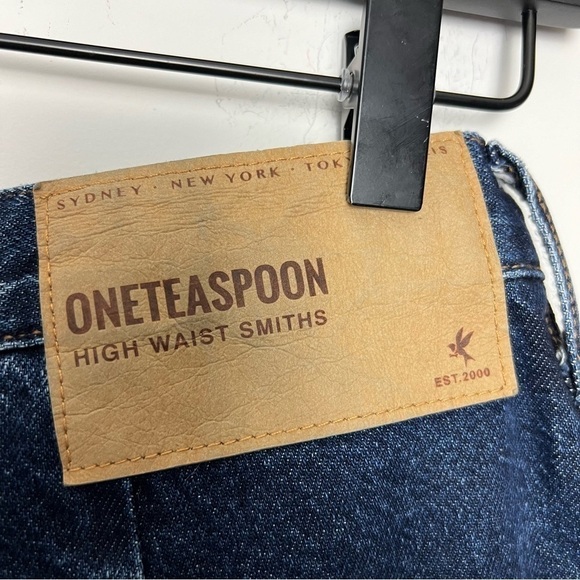 SYDNEY · NEW YORK ·
ONETEASPOON
HIGH WAIST SMITHS
EST.2000